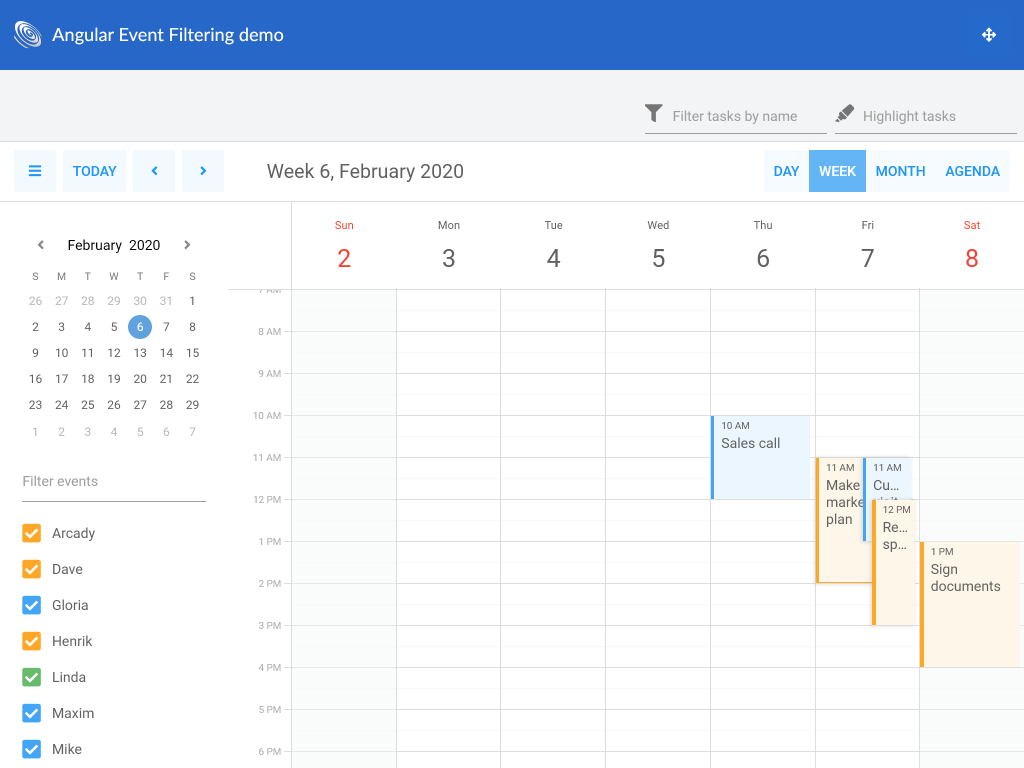 Angular Event Filtering demo
Filter tasks by name
Highlight tasks
TODAY
Week 6, February 2020
DAY WEEK MONTH AGENDA
February 2020
S M T W T F S
26 27 28 29 30 31 1
2 3 4 5 6 7 8
9 10 11 12 13 14 15
16 17 18 19 20 21 22
23 24 25 26 27 28 29
1 2 3 4 5 6 7
Filter events
Arcady
Dave
Gloria
Henrik
Linda
Maxim
Mike
Sun Mon Tue Wed Thu Fri Sat
2 3 4 5 6 7 8
7 AM
8 AM
9 AM
10 AM
11 AM
12 PM
1 PM
2 PM
3 PM
4 PM
5 PM
6 PM
10 AM
Sales call
11 AM
Make
marke
plan
11 AM
Cu...
12 PM
Re...
sp...
1 PM
Sign
documents